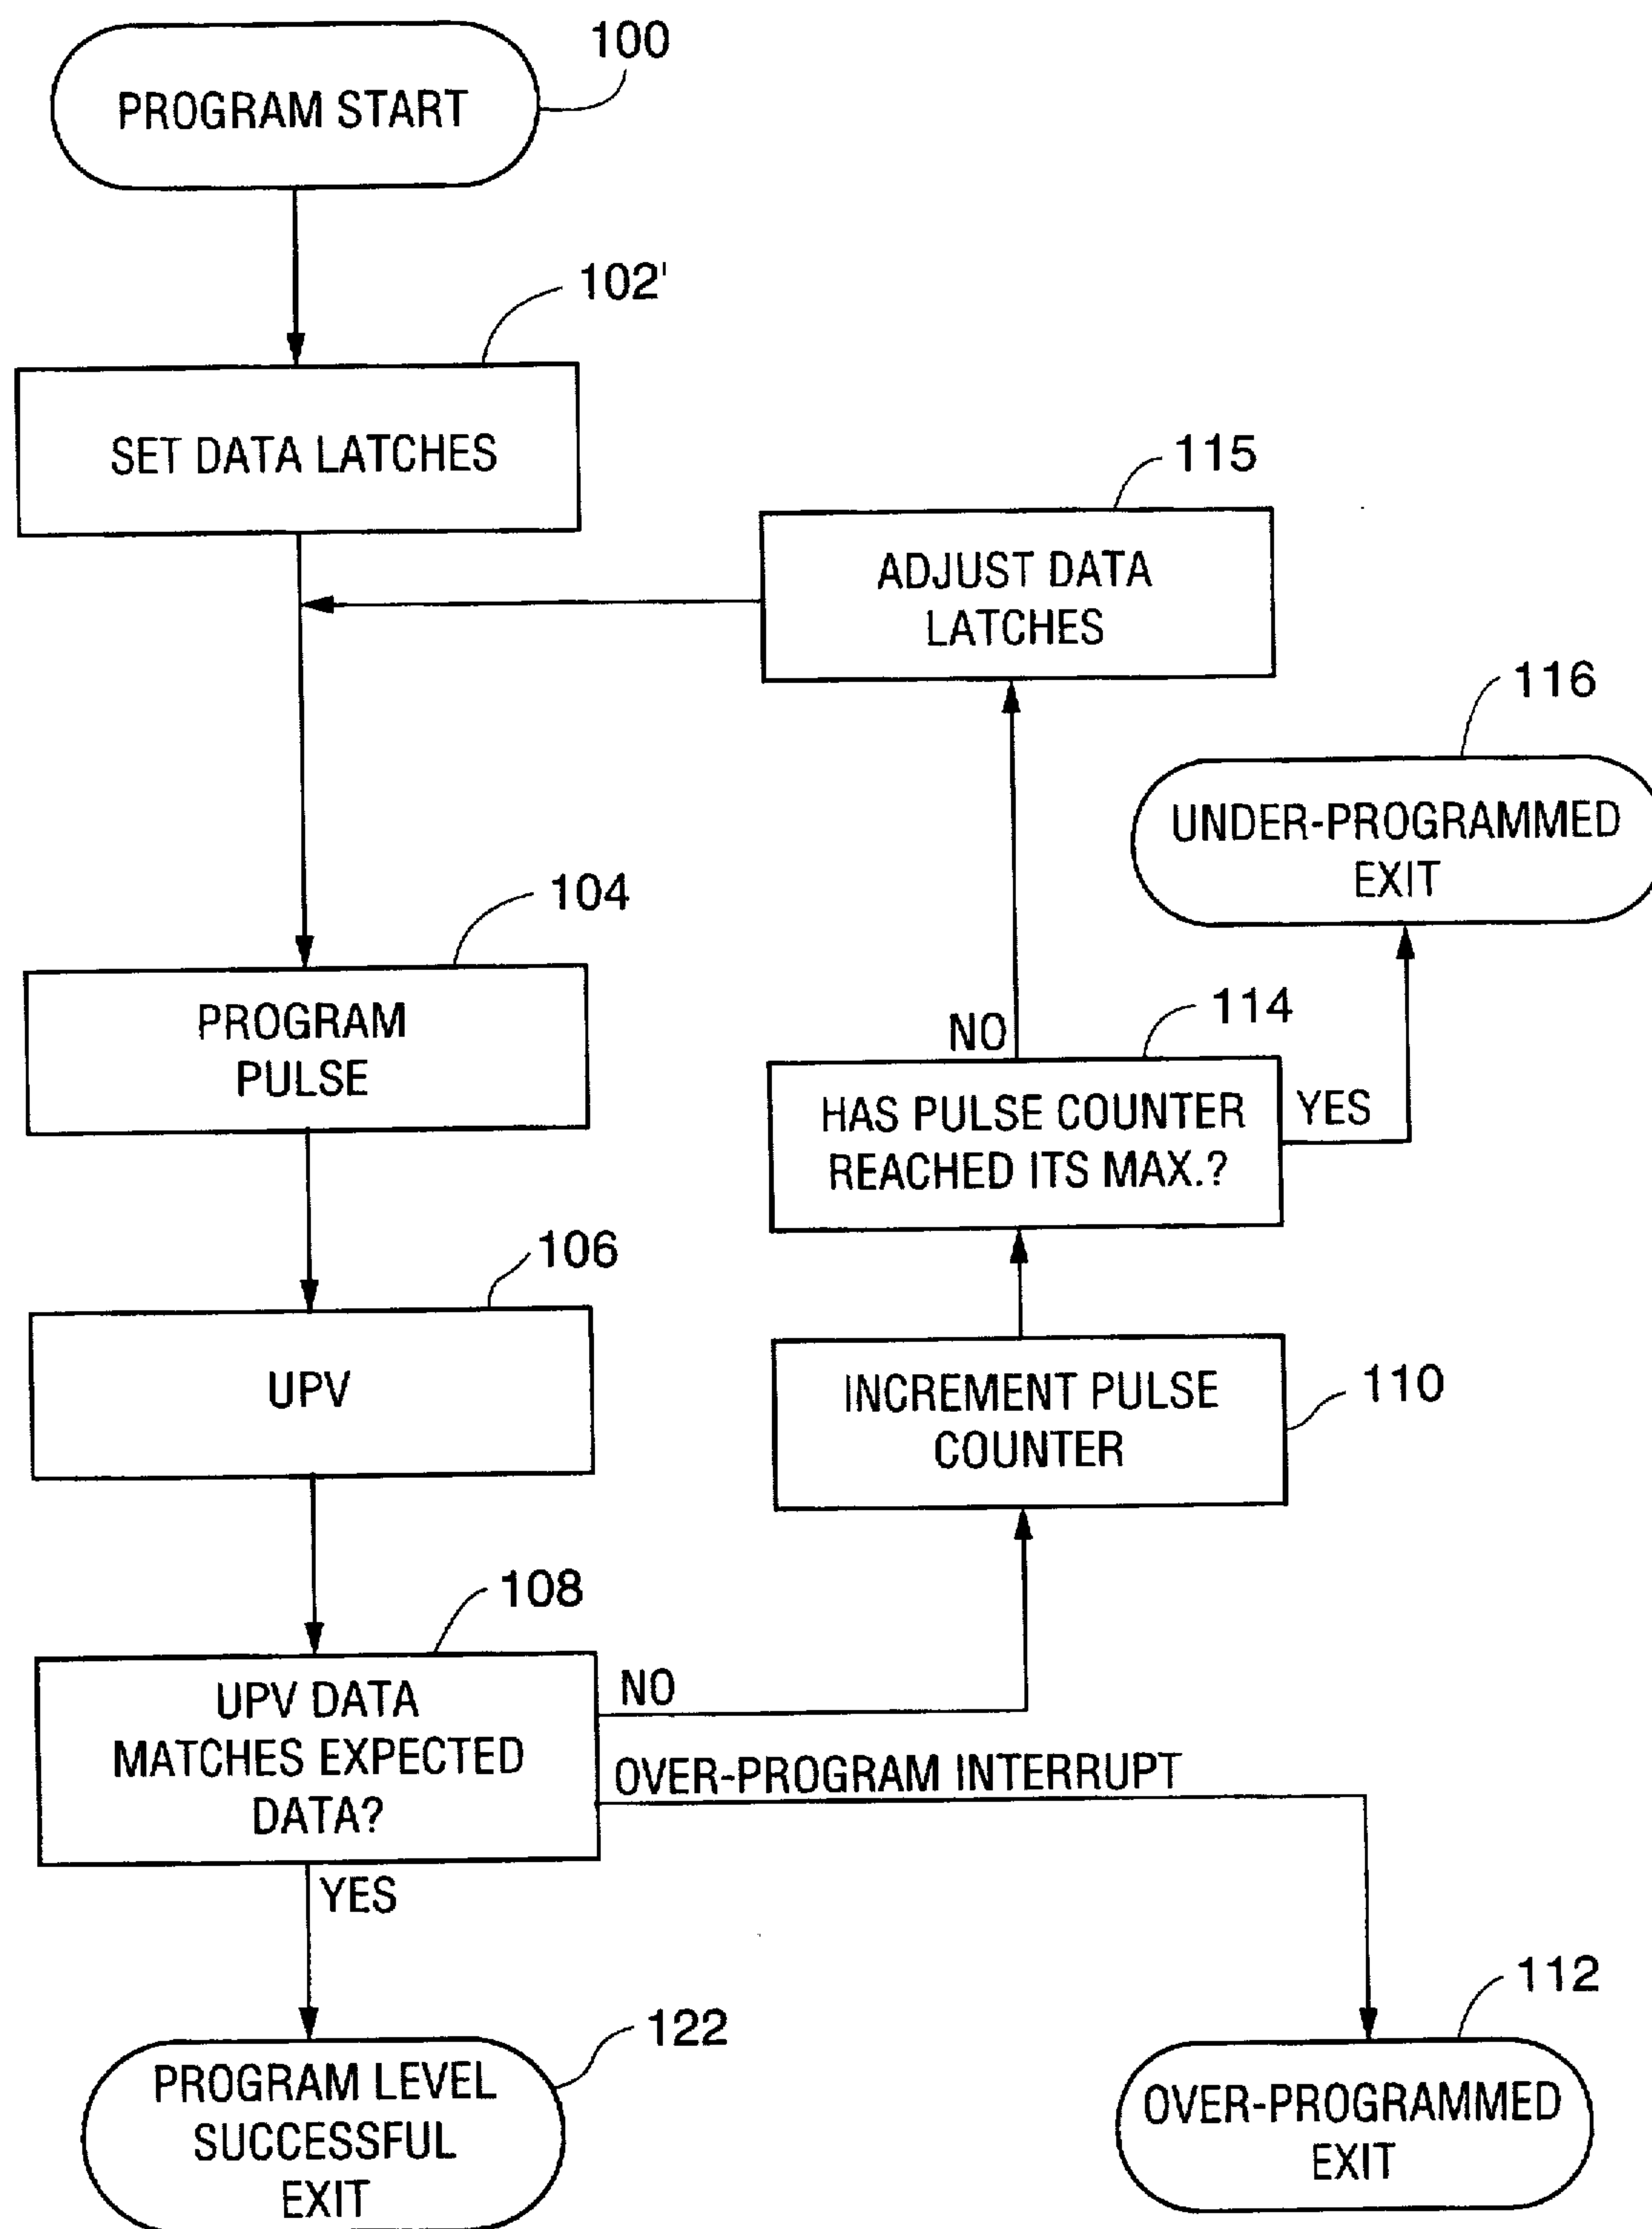 100
PROGRAM START
102'
SET DATA LATCHES
115
ADJUST DATA
LATCHES
116
UNDER-PROGRAMMED
EXIT
104
PROGRAM
PULSE
114
NO
HAS PULSE COUNTER
REACHED ITS MAX.?
YES
106
UPV
110
INCREMENT PULSE
COUNTER
108
UPV DATA
MATCHES EXPECTED
DATA?
NO
OVER-PROGRAM INTERRUPT
YES
122
PROGRAM LEVEL
SUCCESSFUL
EXIT
112
OVER-PROGRAMMED
EXIT